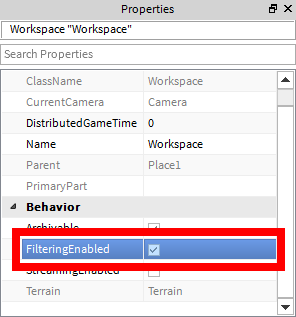 Properties
Workspace "Workspace"
Search Properties
ClassName Workspace
CurrentCamera Camera
DistributedGameTime 0
Name Workspace
Parent Place1
PrimaryPart
Behavior
Archivable
FilteringEnabled
StreamingEnabled
Terrain Terrain